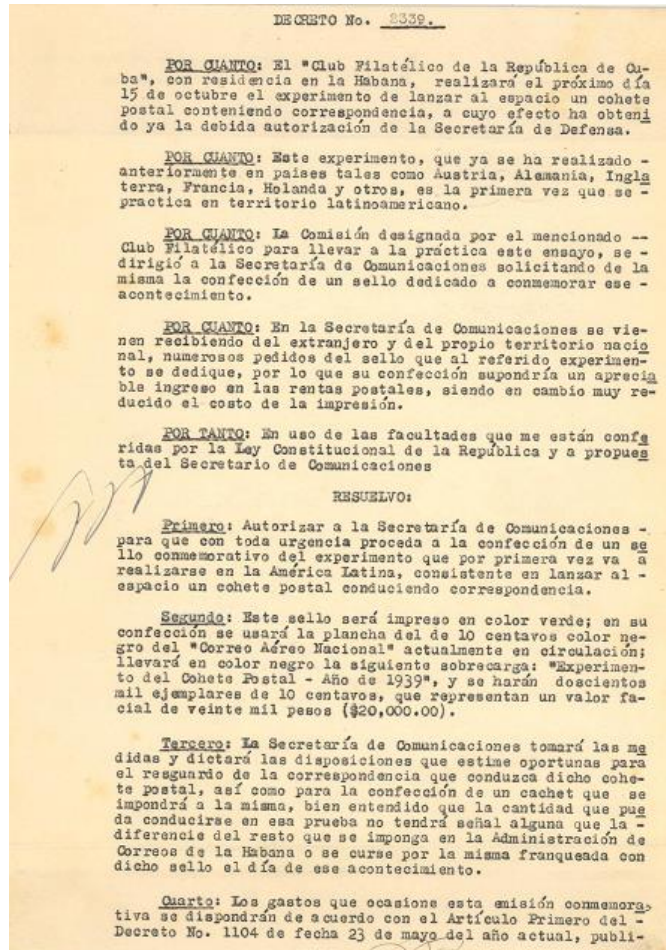 DECRETO No. 2339.
POR CUANTO: El "Club Filatélico de la República de Cu-
ba", con residencia en la Habana, realizará el próximo día
15 de octubre el experimento de lanzar al espacio un cohete
postal conteniendo correspondencia, a cuyo efecto ha obteni
do ya la debida autorización de la Secretaría de Defensa.
POR CUANTO: Este experimento, que ya se ha realizado -
anteriormente en paises tales como Austria, Alemania, Ingla
terra, Francia, Holanda y otros, es la primera vez que se -
practica en territorio latinoamericano.
POR CUANTO: La Comisión designada por el mencionado --
Club Filatélico para llevar a la práctica este ensayo, se -
dirigió a la Secretaría de Comunicaciones solicitando de la
misma la confección de un sello dedicado a conmemorar ese -
acontecimiento.
POR CUANTO: En la Secretaría de Comunicaciones se vie-
nen recibiendo del extranjero y del propio territorio nacio
nal, numerosos pedidos del sello que al referido experimen-
to se dedique, por lo que su confección supondría un aprecia
ble ingreso en las rentas postales, siendo en cambio muy re-
ducido el costo de la impresión.
POR TANTO: En uso de las facultades que me están confe
ridas por la Ley Constitucional de la República y a propues
ta del Secretario de Comunicaciones
RESUELVO:
Primero: Autorizar a la Secretaría de Comunicaciones -
para que con toda urgencia proceda a la confección de un se
llo conmemorativo del experimento que por primera vez va a
realizarse en la América Latina, consistente en lanzar al -
espacio un cohete postal conduciendo correspondencia.
Segundo: Este sello será impreso en color verde; en su
confección se usará la plancha del de 10 centavos color ne-
gro del "Correo Aéreo Nacional" actualmente en circulación;
llevará en color negro la siguiente sobrecarga: "Experimen-
to del Cohete Postal - Año de 1939", y se harán doscientos
mil ejemplares de 10 centavos, que representan un valor fa-
cial de veinte mil pesos ($20,000.00).
Tercero: La Secretaría de Comunicaciones tomará las me
didas y dictará las disposiciones que estime oportunas para
el resguardo de la correspondencia que conduzca dicho cohe-
te postal, así como para la confección de un cachet que se
impondrá a la misma, bien entendido que la cantidad que pue
da conducirse en esa prueba no tendrá señal alguna que la -
diferencie del resto que se imponga en la Administración de
Correos de la Habana o se curse por la misma franqueada con
dicho sello el día de ese acontecimiento.
Cuarto: Los gastos que ocasione esta emisión conmemora
tiva se dispondrán de acuerdo con el Artículo Primero del -
Decreto No. 1104 de fecha 23 de mayo del año actual, publi-